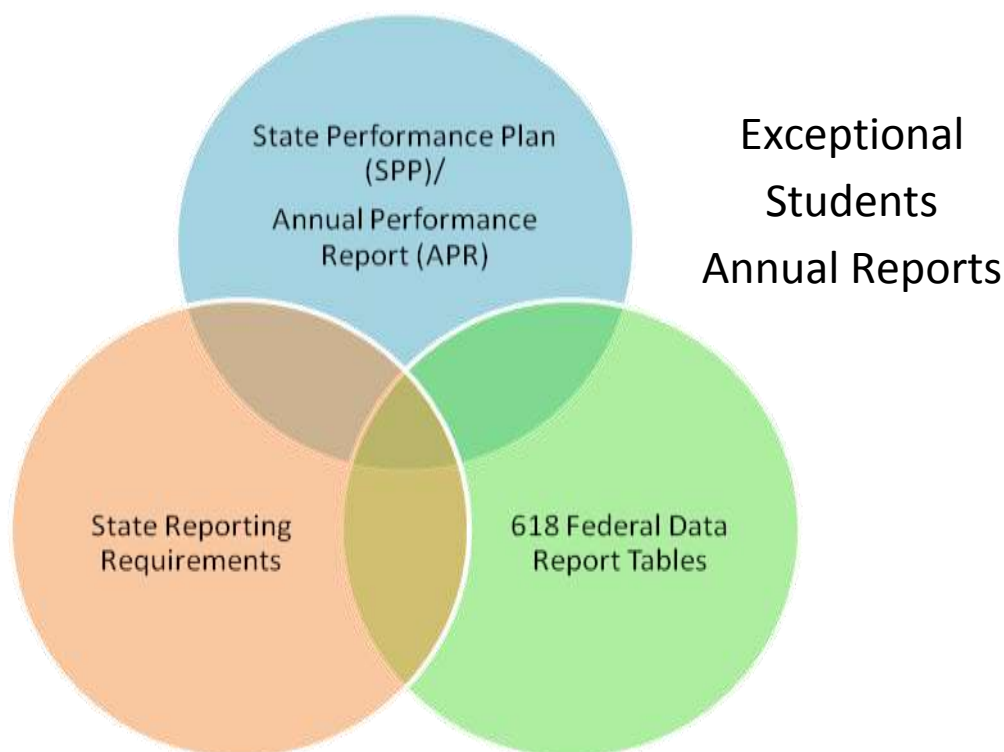 State Performance Plan
(SPP)/
Annual Performance
Report (APR)
Exceptional
Students
Annual Reports
State Reporting
Requirements
618 Federal Data
Report Tables